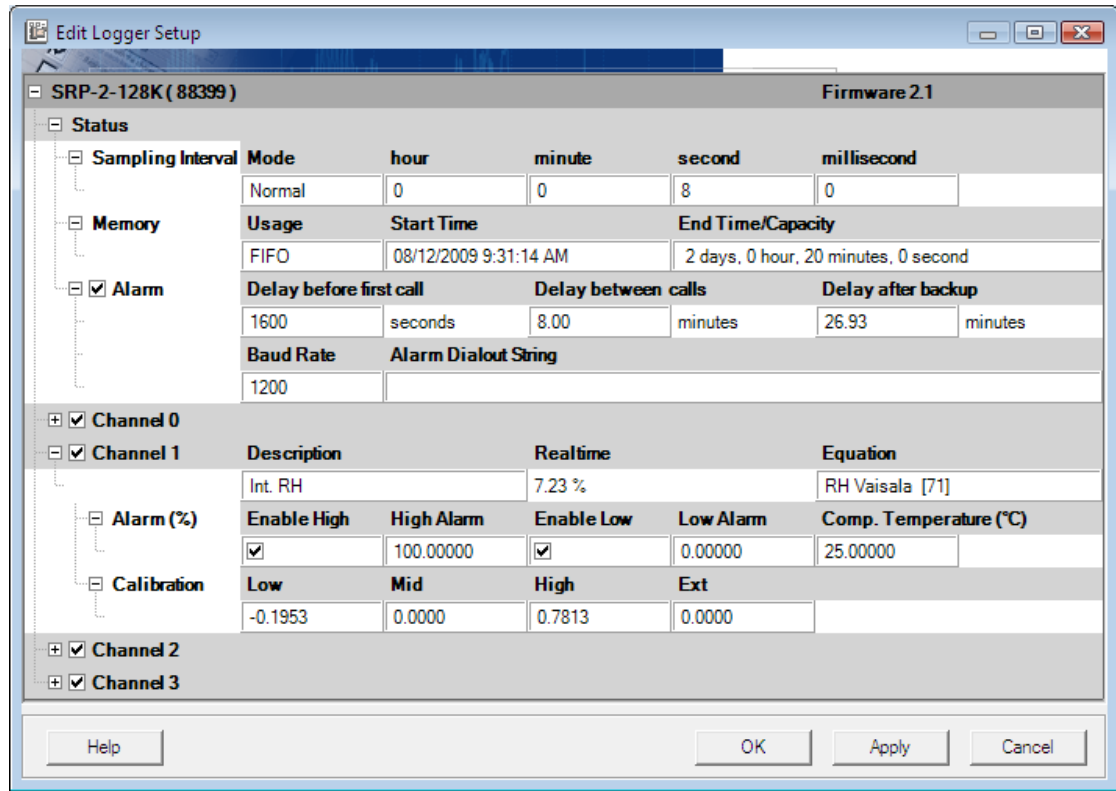 Edit Logger Setup
SRP-2-128K ( 88399 ) Firmware 2.1
Status
Sampling Interval Mode hour minute second millisecond
Normal 0 0 8 0
Memory Usage Start Time End Time/Capacity
FIFO 08/12/2009 9:31:14 AM 2 days, 0 hour, 20 minutes, 0 second
Alarm Delay before first call Delay between calls Delay after backup
1600 seconds 8.00 minutes 26.93 minutes
Baud Rate Alarm Dialout String
1200
Channel 0
Channel 1 Description Realtime Equation
Int. RH 7.23 % RH Vaisala [71]
Alarm (%) Enable High High Alarm Enable Low Low Alarm Comp. Temperature (°C)
100.00000 0.00000 25.00000
Calibration Low Mid High Ext
-0.1953 0.0000 0.7813 0.0000
Channel 2
Channel 3
Help OK Apply Cancel